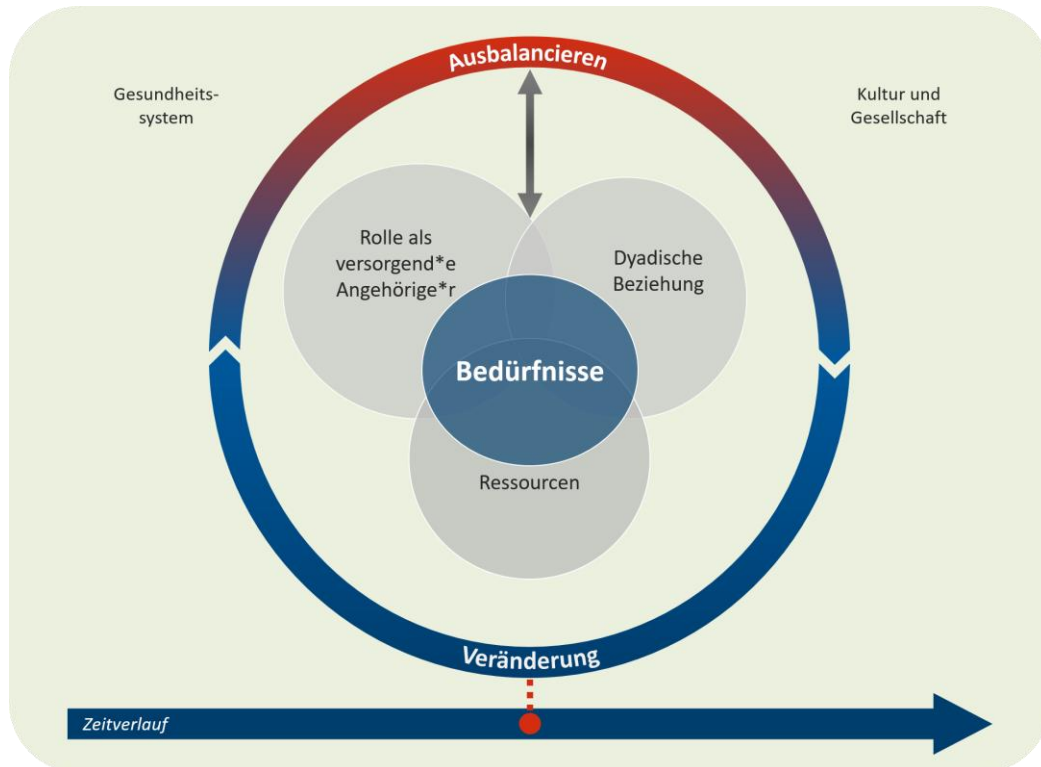 Ausbalancieren
Gesundheits-
system
Kultur und
Gesellschaft
Rolle als
versorgend*e
Angehörige*r
Dyadische
Beziehung
Bedürfnisse
Ressourcen
Veränderung
Zeitverlauf